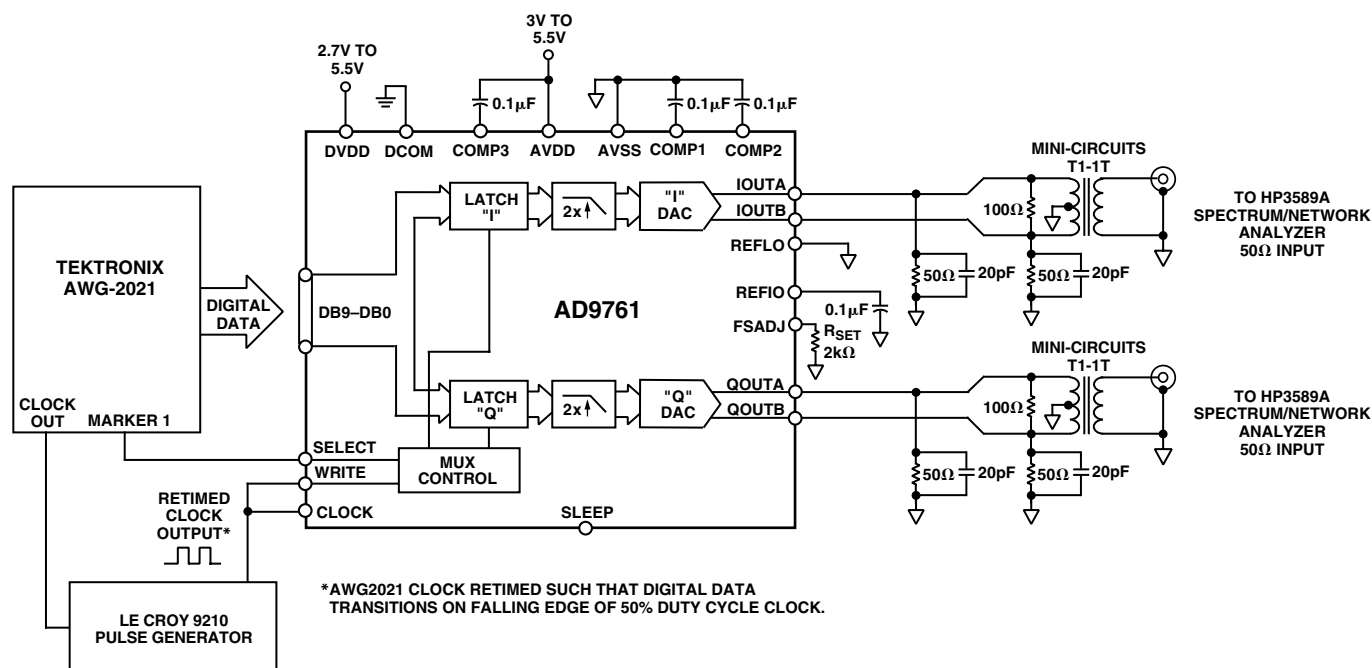 3V TO
5.5V
2.7V TO
5.5V
0.1µF
0.1µF
0.1µF
DVDD
DCOM
COMP3
AVDD
AVSS
COMP1
COMP2
MINI-CIRCUITS
T1-1T
TEKTRONIX
AWG-2021
DIGITAL
DATA
CLOCK
OUT
MARKER 1
DB9–DB0
LATCH
"I"
2x
"I"
DAC
IOUTA
IOUTB
REFLO
REFIO
FSADJ
AD9761
100Ω
50Ω
20pF
50Ω
20pF
TO HP3589A
SPECTRUM/NETWORK
ANALYZER
50Ω INPUT
0.1µF
RSET
2kΩ
LATCH
"Q"
2x
"Q"
DAC
QOUTA
QOUTB
MINI-CIRCUITS
T1-1T
100Ω
50Ω
20pF
50Ω
20pF
TO HP3589A
SPECTRUM/NETWORK
ANALYZER
50Ω INPUT
SELECT
WRITE
MUX
CONTROL
CLOCK
SLEEP
RETIMED
CLOCK
OUTPUT*
LE CROY 9210
PULSE GENERATOR
*AWG2021 CLOCK RETIMED SUCH THAT DIGITAL DATA
TRANSITIONS ON FALLING EDGE OF 50% DUTY CYCLE CLOCK.